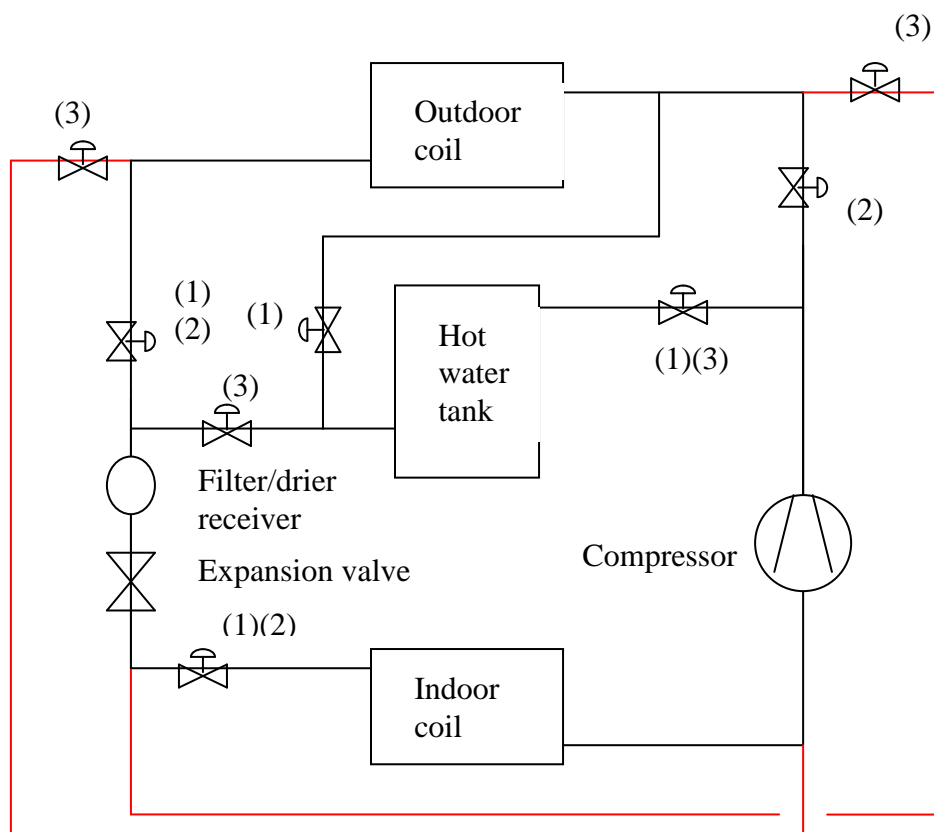 (3)
Outdoor
coil
(3)
(2)
(1)
(2)
(1)
Hot
water
tank
(1)(3)
(3)
Filter/drier
receiver
Compressor
Expansion valve
(1)(2)
Indoor
coil